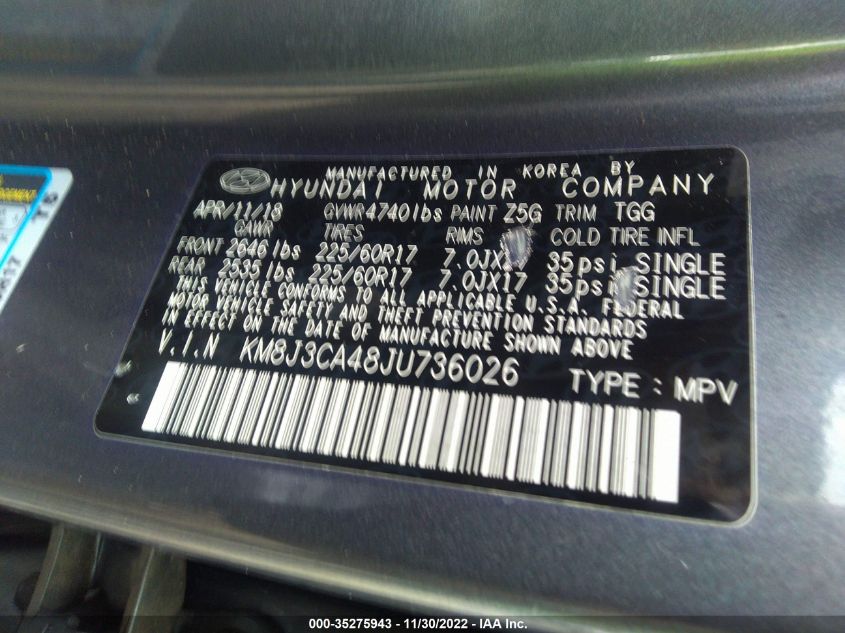 MANUFACTURED IN KOREA BY
HYUNDAI MOTOR COMPANY
APR/11/18 GVWR 4740lbs PAINT Z5G TRIM TGG
GAWR TIRES RIMS COLD TIRE INFL
FRONT 2646 lbs 225/60R17 7.0JX 35psi SINGLE
REAR 2535 lbs 225/60R17 7.0JX17 35psi SINGLE
THIS VEHICLE CONFORMS TO ALL APPLICABLE U.S.A. FEDERAL
MOTOR VEHICLE SAFETY AND THEFT PREVENTION STANDARDS
IN EFFECT ON THE DATE OF MANUFACTURE SHOWN ABOVE
V.I.N KM8J3CA48JU736026 TYPE : MPV
000-35275943 - 11/30/2022 - IAA Inc.